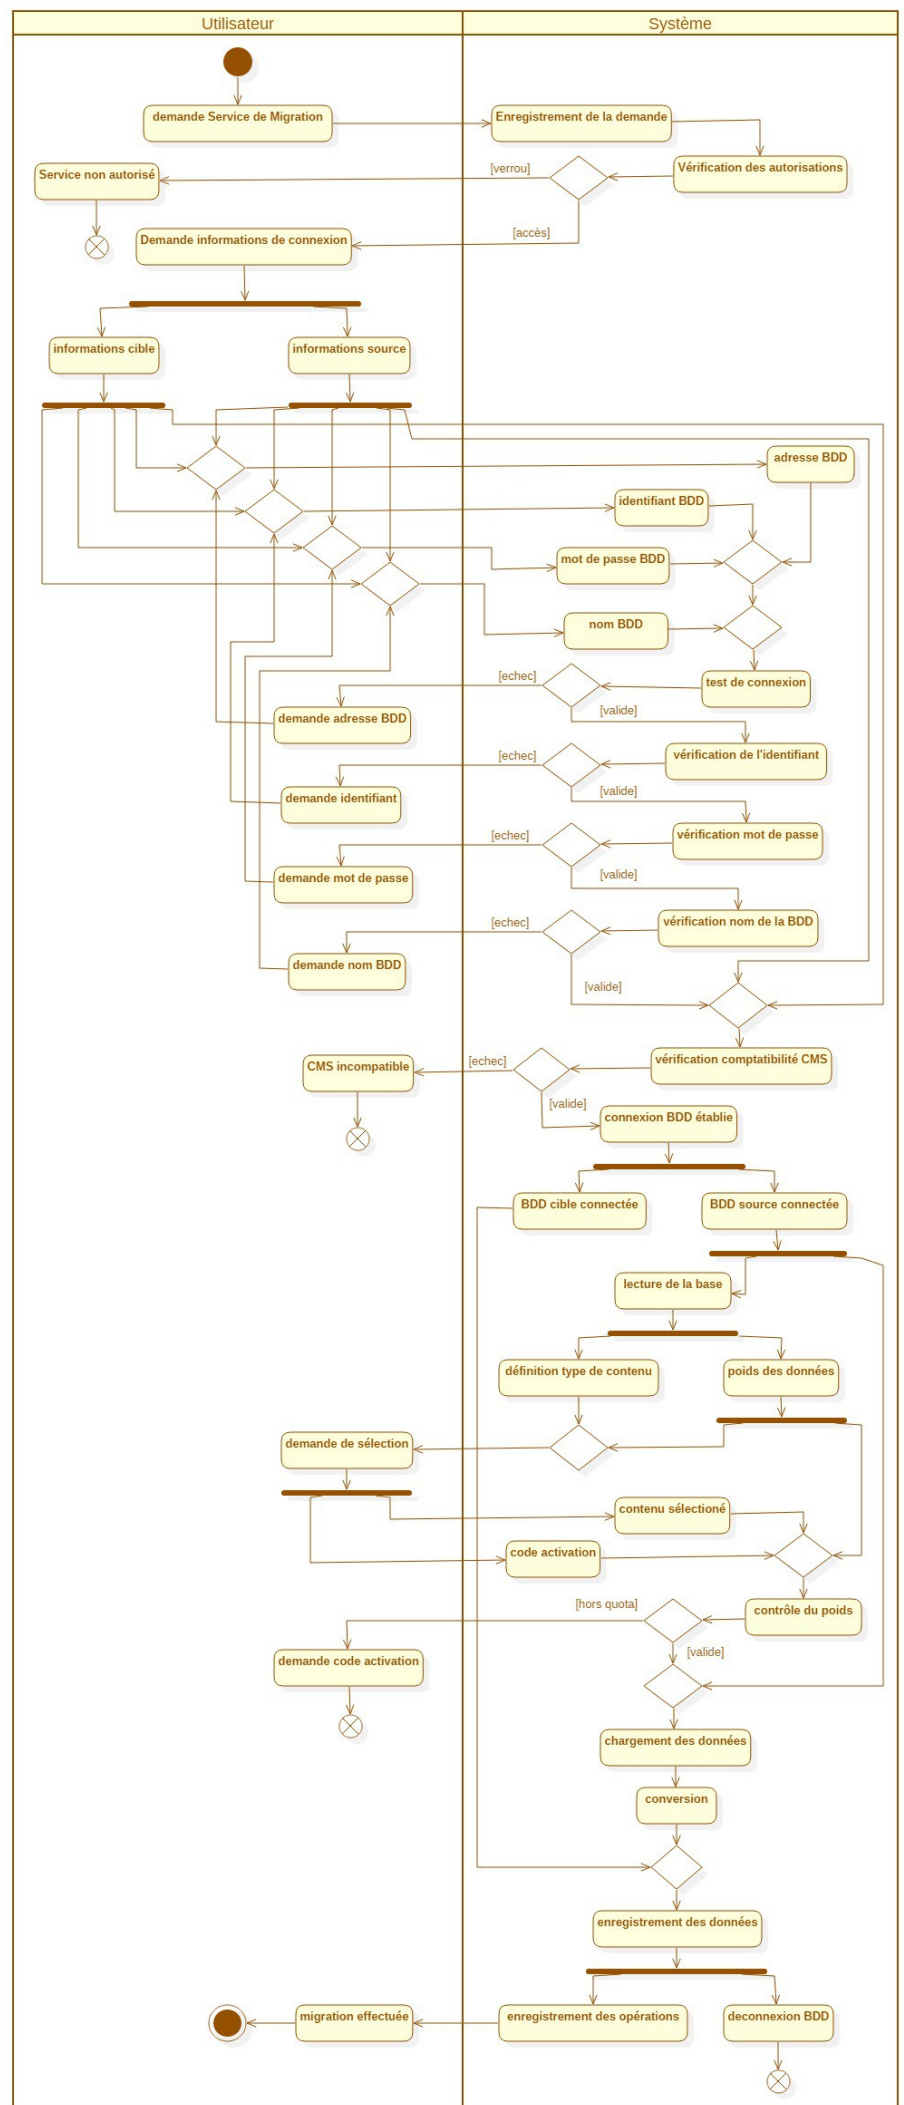 Utilisateur
Système
demande Service de Migration
Enregistrement de la demande
Vérification des autorisations
[verrou]
Service non autorisé
[accès]
Demande informations de connexion
informations cible
informations source
adresse BDD
identifiant BDD
mot de passe BDD
nom BDD
test de connexion
[echec]
[valide]
demande adresse BDD
vérification de l'identifiant
[echec]
[valide]
demande identifiant
vérification mot de passe
[echec]
[valide]
demande mot de passe
vérification nom de la BDD
[echec]
[valide]
demande nom BDD
vérification comptatibilité CMS
[echec]
CMS incompatible
[valide]
connexion BDD établie
BDD cible connectée
BDD source connectée
lecture de la base
définition type de contenu
poids des données
demande de sélection
contenu sélectioné
code activation
contrôle du poids
[hors quota]
[valide]
demande code activation
chargement des données
conversion
enregistrement des données
migration effectuée
enregistrement des opérations
deconnexion BDD